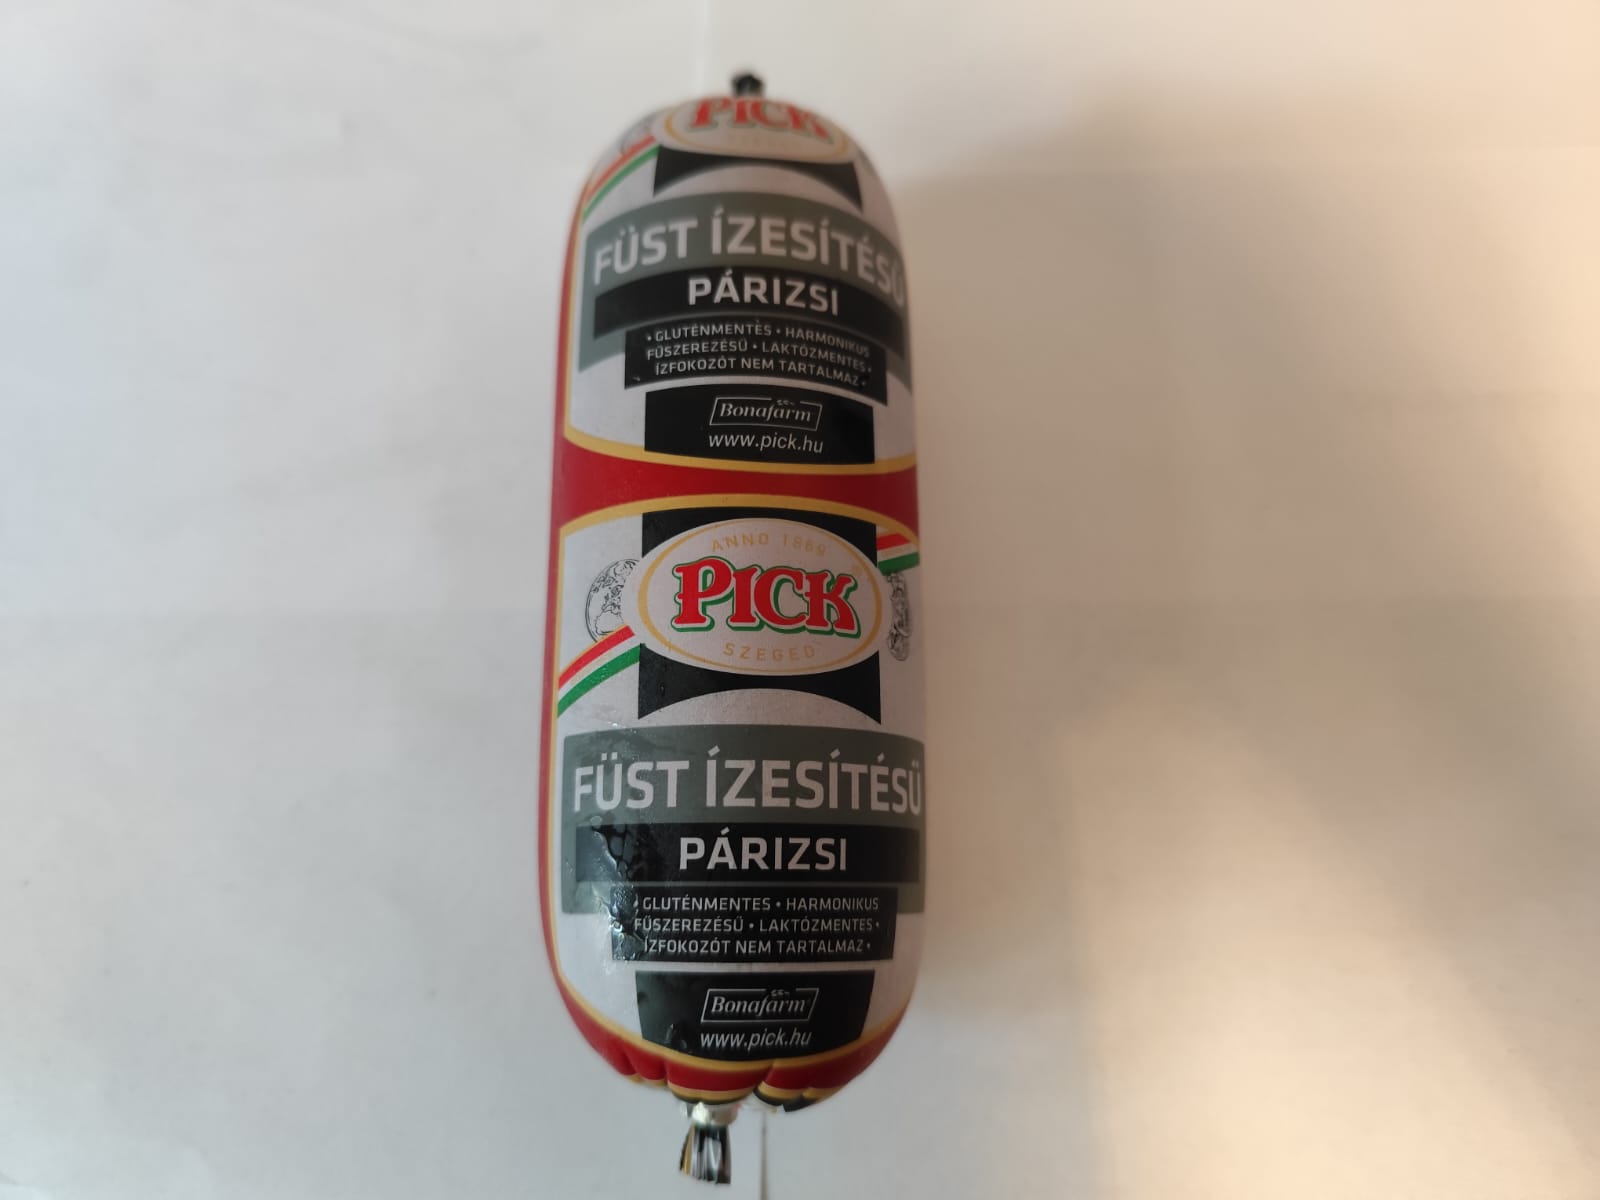 PICK
FÜST ÍZESÍTÉSŰ
PÁRIZSI
• GLUTÉNMENTES • HARMONIKUS
FŰSZEREZÉSŰ • LAKTÓZMENTES •
ÍZFOKOZÓT NEM TARTALMAZ •
Bonafarm
www.pick.hu
ANNO 1869
PICK
SZEGED
FÜST ÍZESÍTÉSŰ
PÁRIZSI
• GLUTÉNMENTES • HARMONIKUS
FŰSZEREZÉSŰ • LAKTÓZMENTES •
ÍZFOKOZÓT NEM TARTALMAZ •
Bonafarm
www.pick.hu